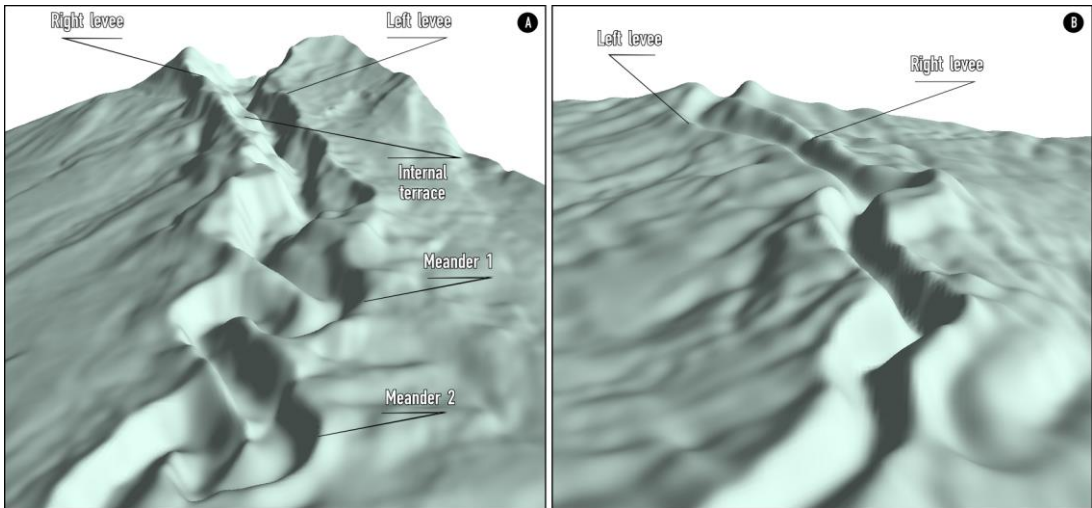 Right levee
Left levee
A
Internal
terrace
Meander 1
Meander 2
B
Left levee
Right levee